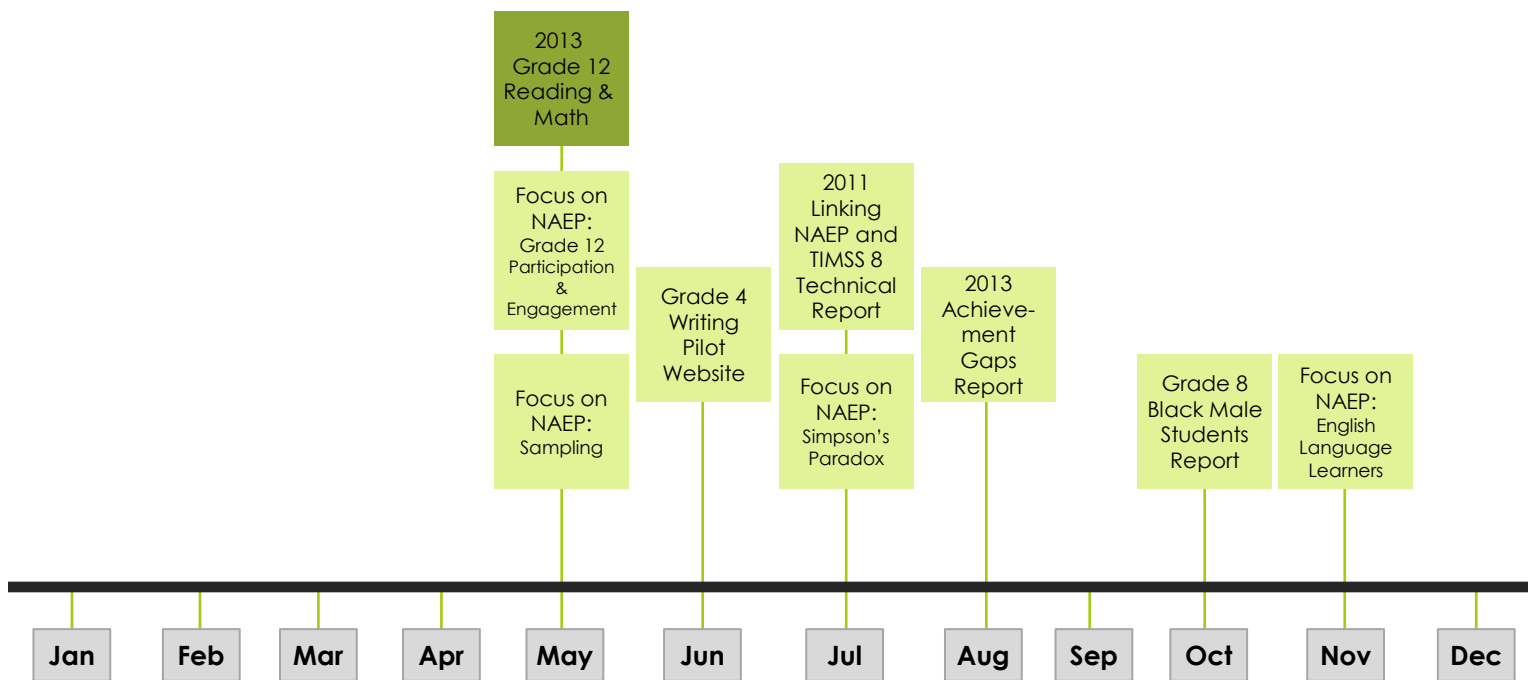 2013
Grade 12
Reading &
Math
Focus on
NAEP:
Grade 12
Participation
&
Engagement
Focus on
NAEP:
Sampling
Grade 4
Writing
Pilot
Website
2011
Linking
NAEP and
TIMSS 8
Technical
Report
Focus on
NAEP:
Simpson’s
Paradox
2013
Achieve-
ment
Gaps
Report
Grade 8
Black Male
Students
Report
Focus on
NAEP:
English
Language
Learners
Jan
Feb
Mar
Apr
May
Jun
Jul
Aug
Sep
Oct
Nov
Dec